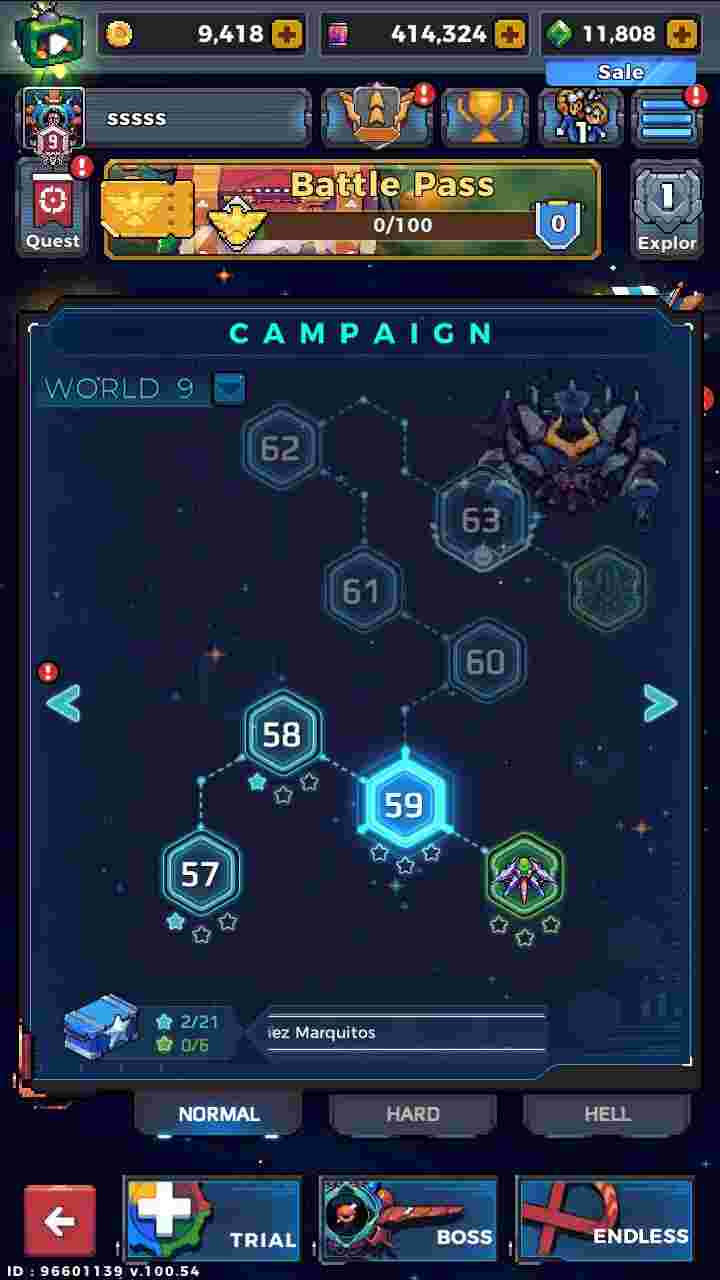 9,418
414,324
11,808
Sale
9
sssss
1
Quest
Battle Pass
0/100
0
1
Explor
CAMPAIGN
WORLD 9
62
63
61
60
58
59
57
2/21
0/6
iez Marquitos
NORMAL
HARD
HELL
TRIAL
BOSS
ENDLESS
ID : 96601139 v.100.54